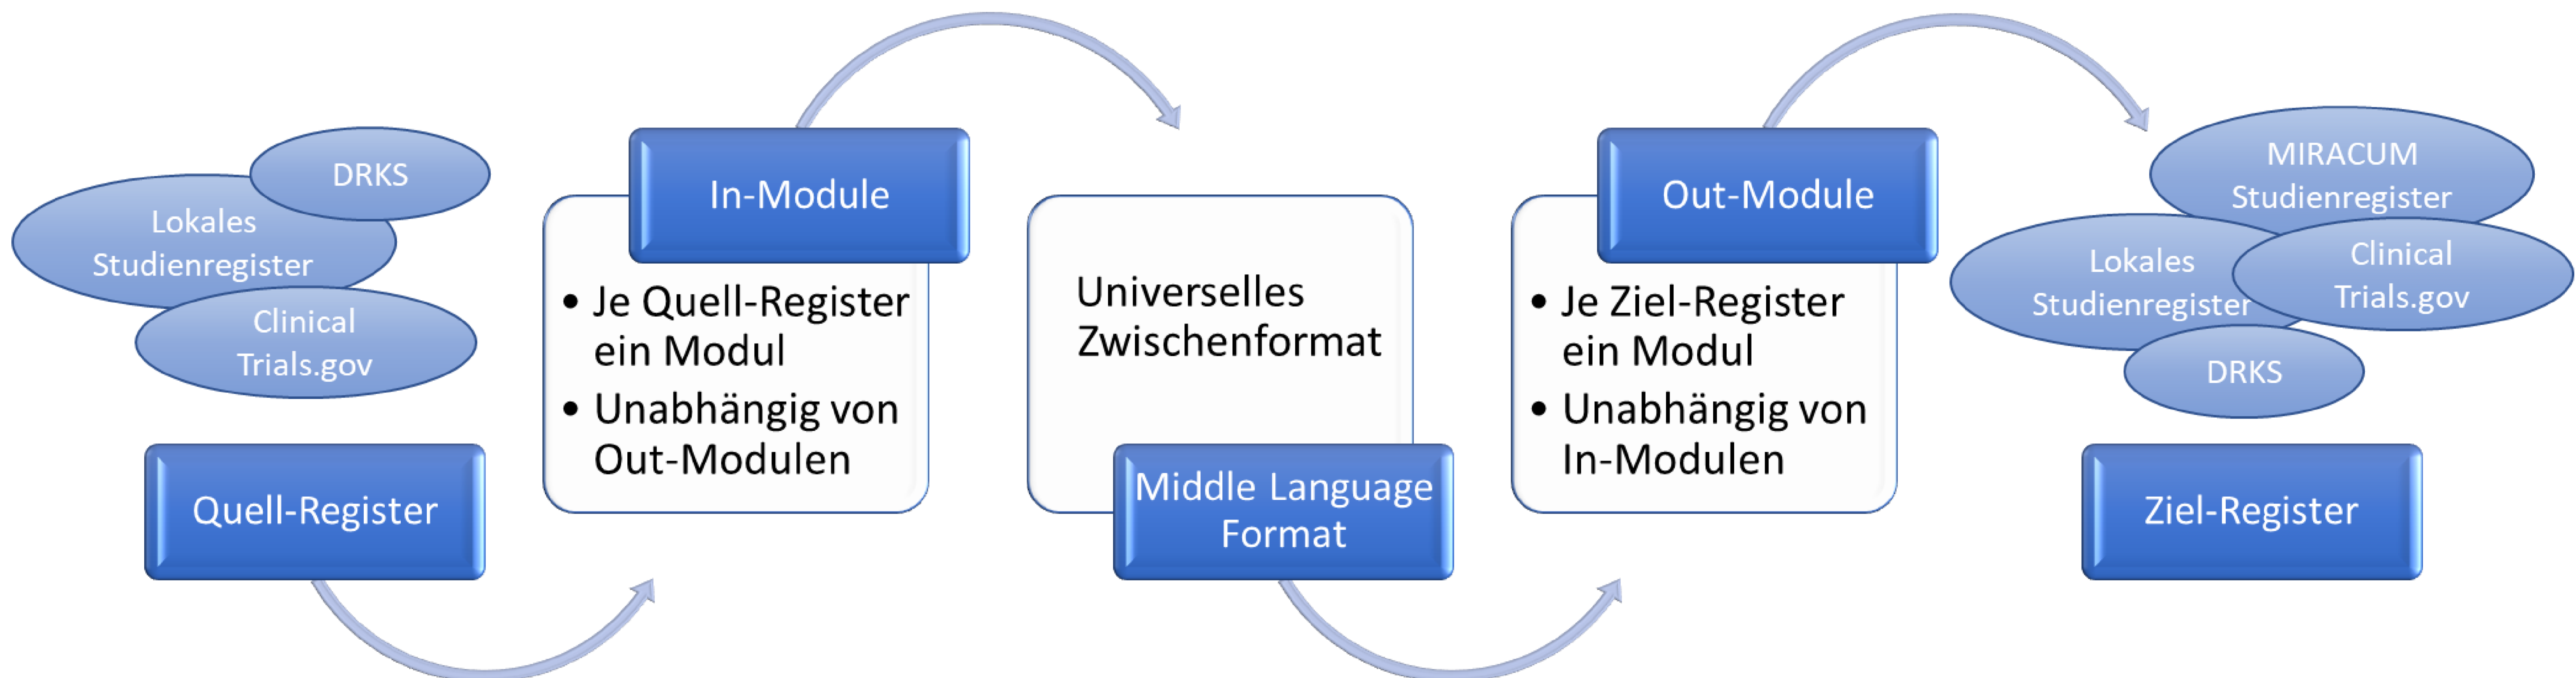 DRKS
Lokales
Studienregister
Clinical
Trials.gov
Quell-Register
In-Module
• Je Quell-Register
ein Modul
• Unabhängig von
Out-Modulen
Universelles
Zwischenformat
Middle Language
Format
Out-Module
• Je Ziel-Register
ein Modul
• Unabhängig von
In-Modulen
MIRACUM
Studienregister
Lokales
Studienregister
Clinical
Trials.gov
DRKS
Ziel-Register